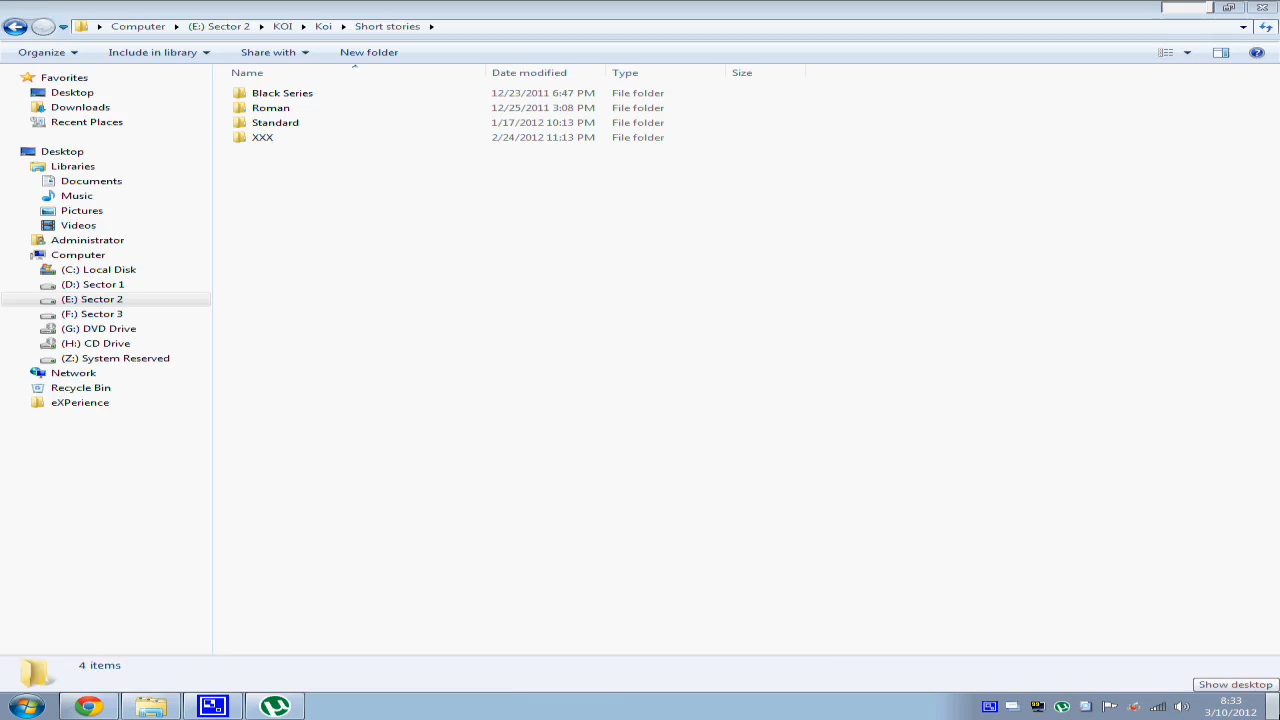 Computer (E:) Sector 2 KOI Koi Short stories
Organize Include in library Share with New folder
Name Date modified Type Size
Favorites
Desktop
Downloads
Recent Places
Desktop
Libraries
Documents
Music
Pictures
Videos
Administrator
Computer
(C:) Local Disk
(D:) Sector 1
(E:) Sector 2
(F:) Sector 3
(G:) DVD Drive
(H:) CD Drive
(Z:) System Reserved
Network
Recycle Bin
eXPerience
Black Series 12/23/2011 6:47 PM File folder
Roman 12/25/2011 3:08 PM File folder
Standard 1/17/2012 10:13 PM File folder
XXX 2/24/2012 11:13 PM File folder
4 items
Show desktop
8:33
3/10/2012